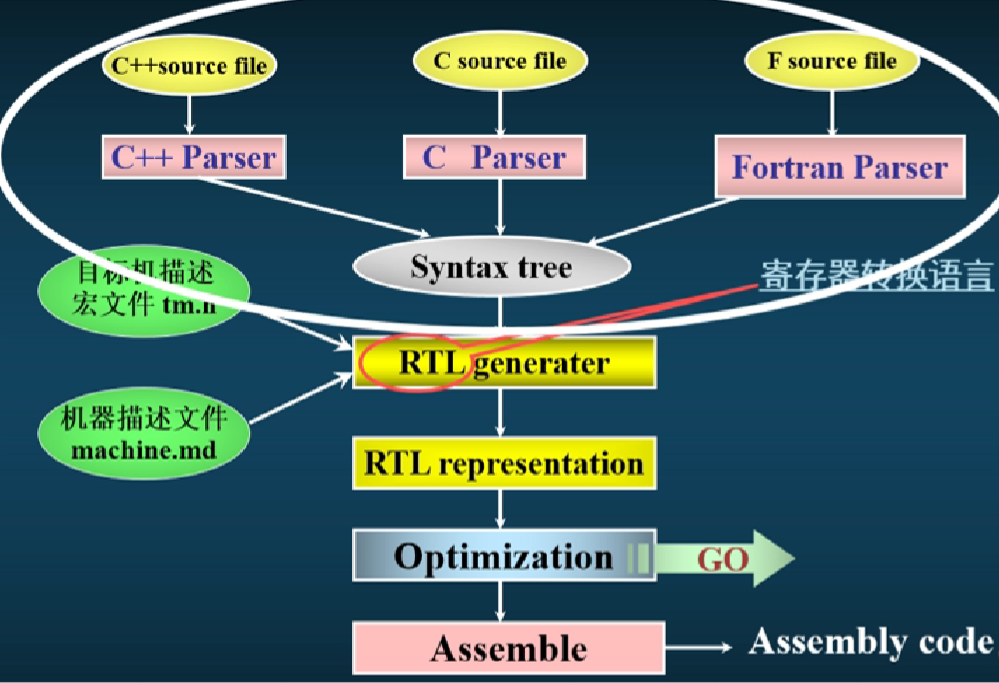 C++source file
C source file
F source file
C++ Parser
C Parser
Fortran Parser
Syntax tree
目标机描述
宏文件 tm.h
寄存器转换语言
RTL generater
机器描述文件
machine.md
RTL representation
Optimization
GO
Assemble
Assembly code